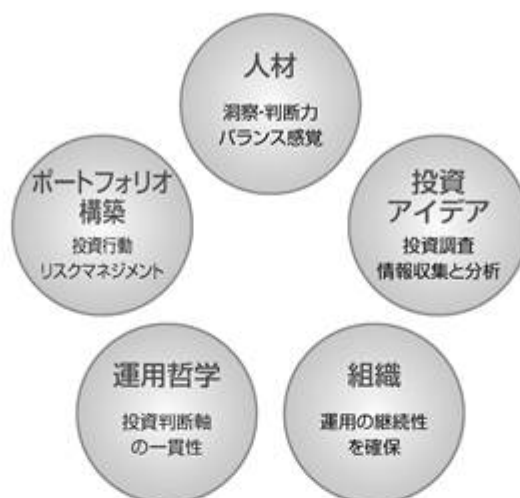 人材
洞察・判断力
バランス感覚
ポートフォリオ
構築
投資行動
リスクマネジメント
投資
アイデア
投資調査
情報収集と分析
運用哲学
投資判断軸
の一貫性
組織
運用の継続性
を確保